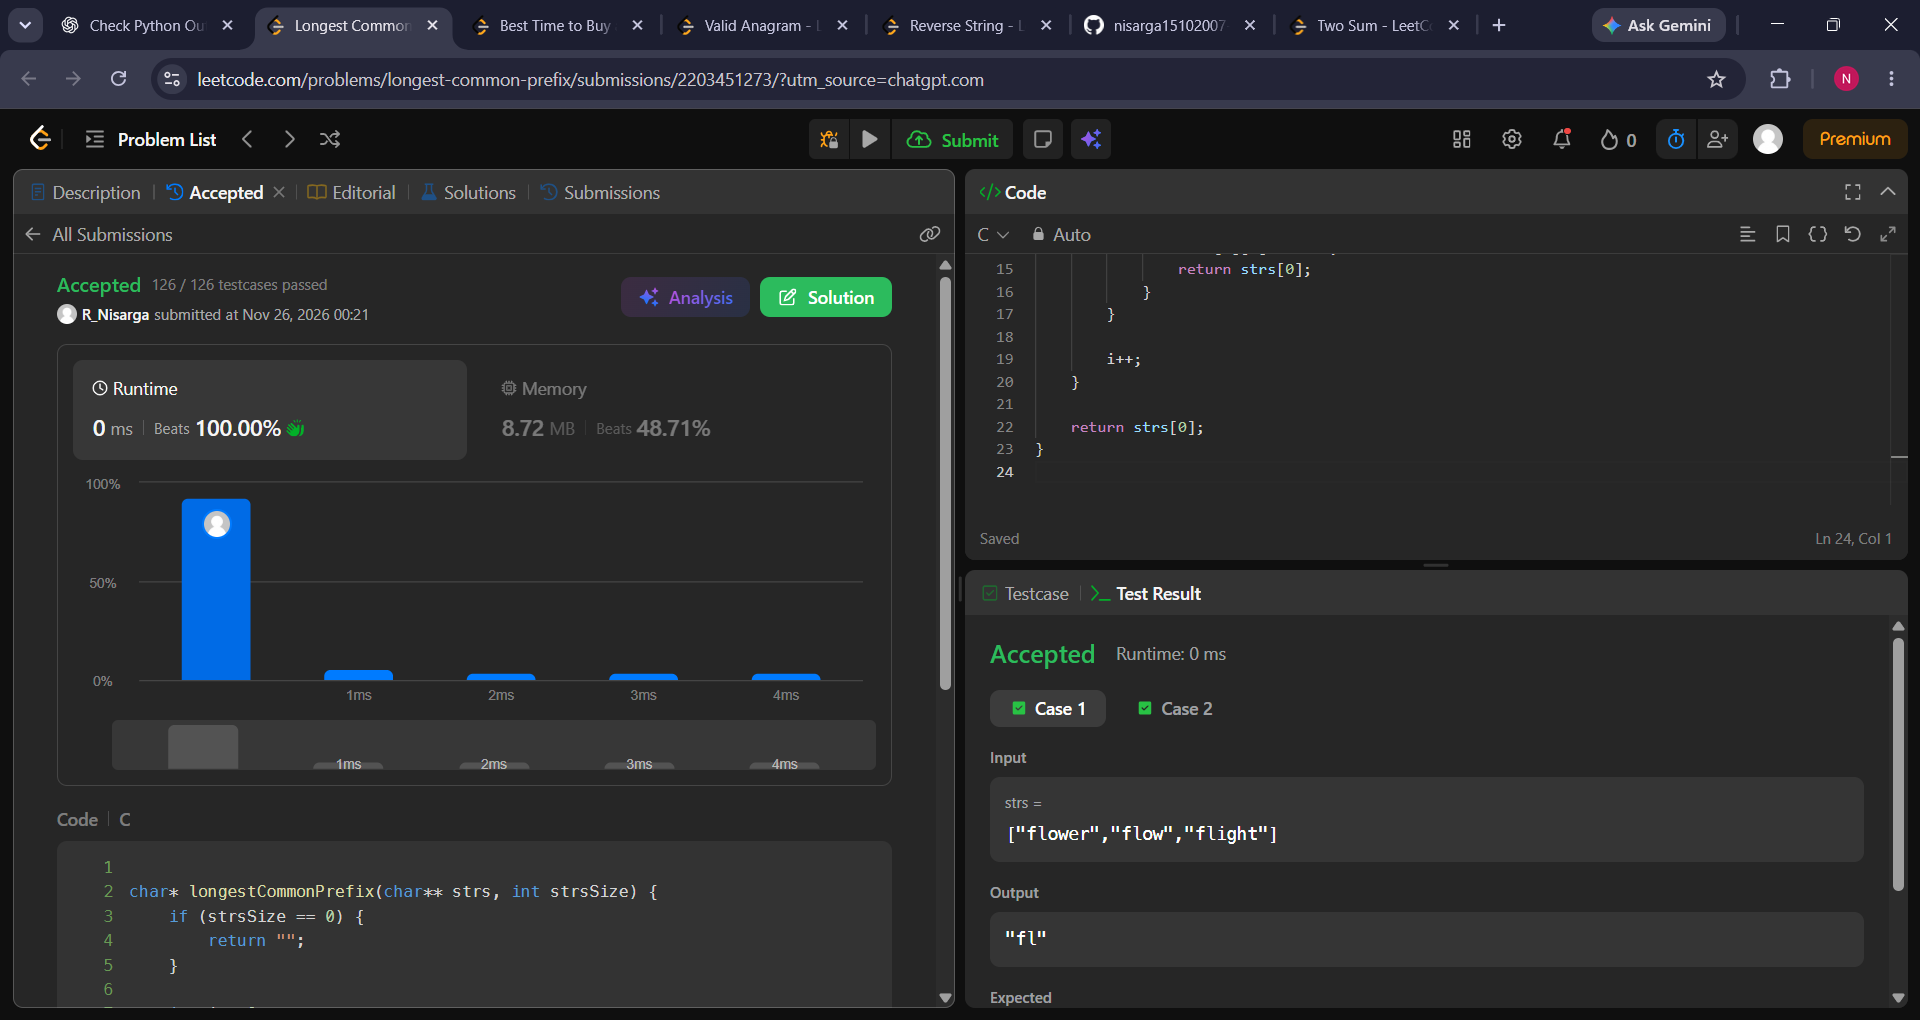 Check Python Ou
Longest Common
Best Time to Buy
Valid Anagram - L
Reverse String - L
nisarga15102007
Two Sum - LeetC
Ask Gemini
leetcode.com/problems/longest-common-prefix/submissions/2203451273/?utm_source=chatgpt.com
N
Problem List
Submit
0
Premium
Description
Accepted
Editorial
Solutions
Submissions
All Submissions
Accepted 126 / 126 testcases passed
R_Nisarga submitted at Nov 26, 2026 00:21
Analysis
Solution
Runtime
0 ms Beats 100.00%
Memory
8.72 MB Beats 48.71%
100%
50%
0%
1ms 2ms 3ms 4ms
1ms 2ms 3ms 4ms
Code C
1
2 char* longestCommonPrefix(char** strs, int strsSize) {
3 if (strsSize == 0) {
4 return "";
5 }
6
</> Code
C Auto
15 return strs[0];
16 }
17 }
18
19 i++;
20 }
21
22 return strs[0];
23 }
24
Saved
Ln 24, Col 1
Testcase
>_ Test Result
Accepted Runtime: 0 ms
Case 1
Case 2
Input
strs =
["flower","flow","flight"]
Output
"fl"
Expected